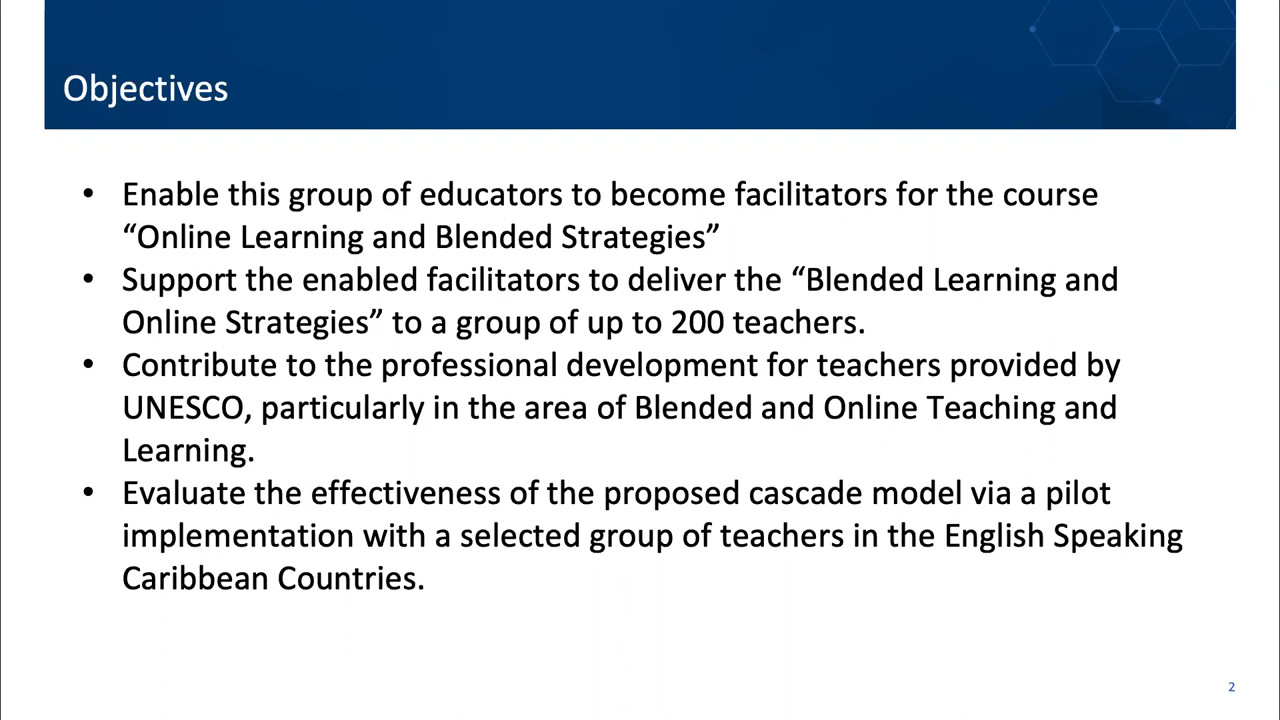 Objectives
• Enable this group of educators to become facilitators for the course
“Online Learning and Blended Strategies”
• Support the enabled facilitators to deliver the “Blended Learning and
Online Strategies” to a group of up to 200 teachers.
• Contribute to the professional development for teachers provided by
UNESCO, particularly in the area of Blended and Online Teaching and
Learning.
• Evaluate the effectiveness of the proposed cascade model via a pilot
implementation with a selected group of teachers in the English Speaking
Caribbean Countries.
2